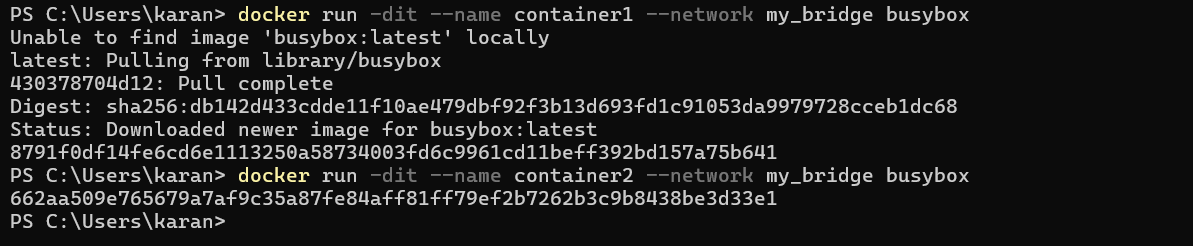 PS C:\Users\karan> docker run -dit --name container1 --network my_bridge busybox
Unable to find image 'busybox:latest' locally
latest: Pulling from library/busybox
430378704d12: Pull complete
Digest: sha256:db142d433cdde11f10ae479dbf92f3b13d693fd1c91053da9979728cceb1dc68
Status: Downloaded newer image for busybox:latest
8791f0df14fe6cd6e1113250a58734003fd6c9961cd11beff392bd157a75b641
PS C:\Users\karan> docker run -dit --name container2 --network my_bridge busybox
662aa509e765679a7af9c35a87fe84aff81ff79ef2b7262b3c9b8438be3d33e1
PS C:\Users\karan>